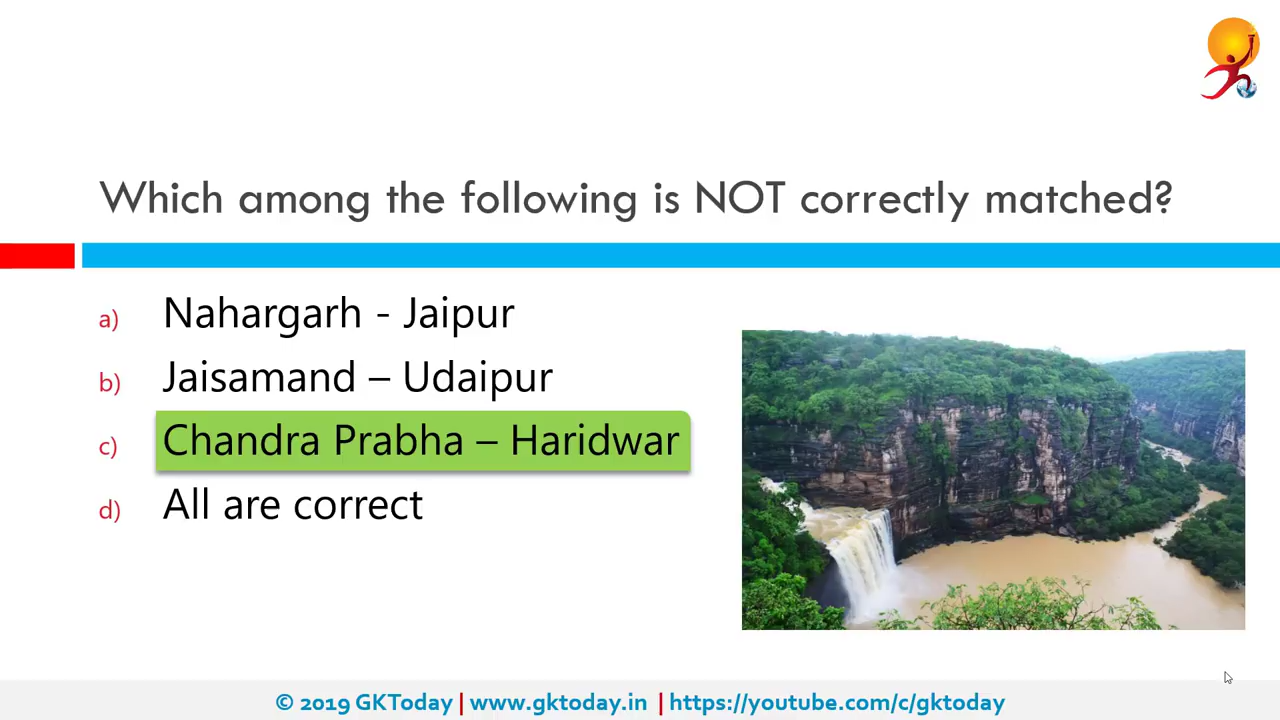 Which among the following is NOT correctly matched?
a) Nahargarh - Jaipur
b) Jaisamand – Udaipur
c) Chandra Prabha – Haridwar
d) All are correct
© 2019 GKToday | www.gktoday.in | https://youtube.com/c/gktoday